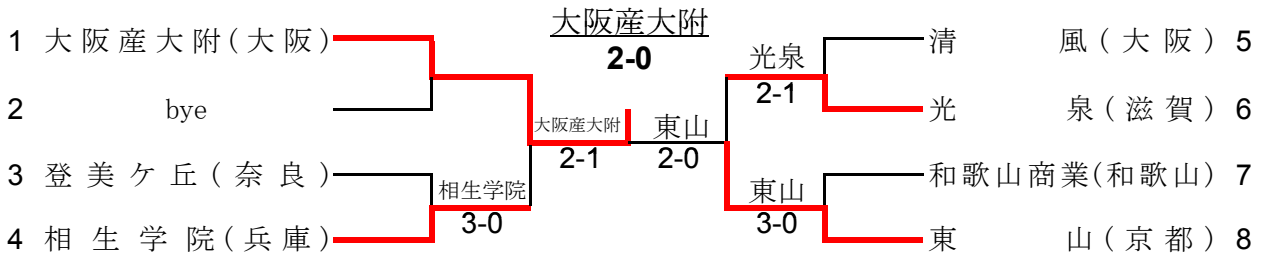 大阪産大附
2-0
1 大阪産大附(大阪)
2 bye
3 登美ケ丘(奈良)
4 相生学院(兵庫)
相生学院
3-0
大阪産大附
2-1
東山
2-0
光泉
2-1
東山
3-0
清風(大阪) 5
光泉(滋賀) 6
和歌山商業(和歌山) 7
東山(京都) 8